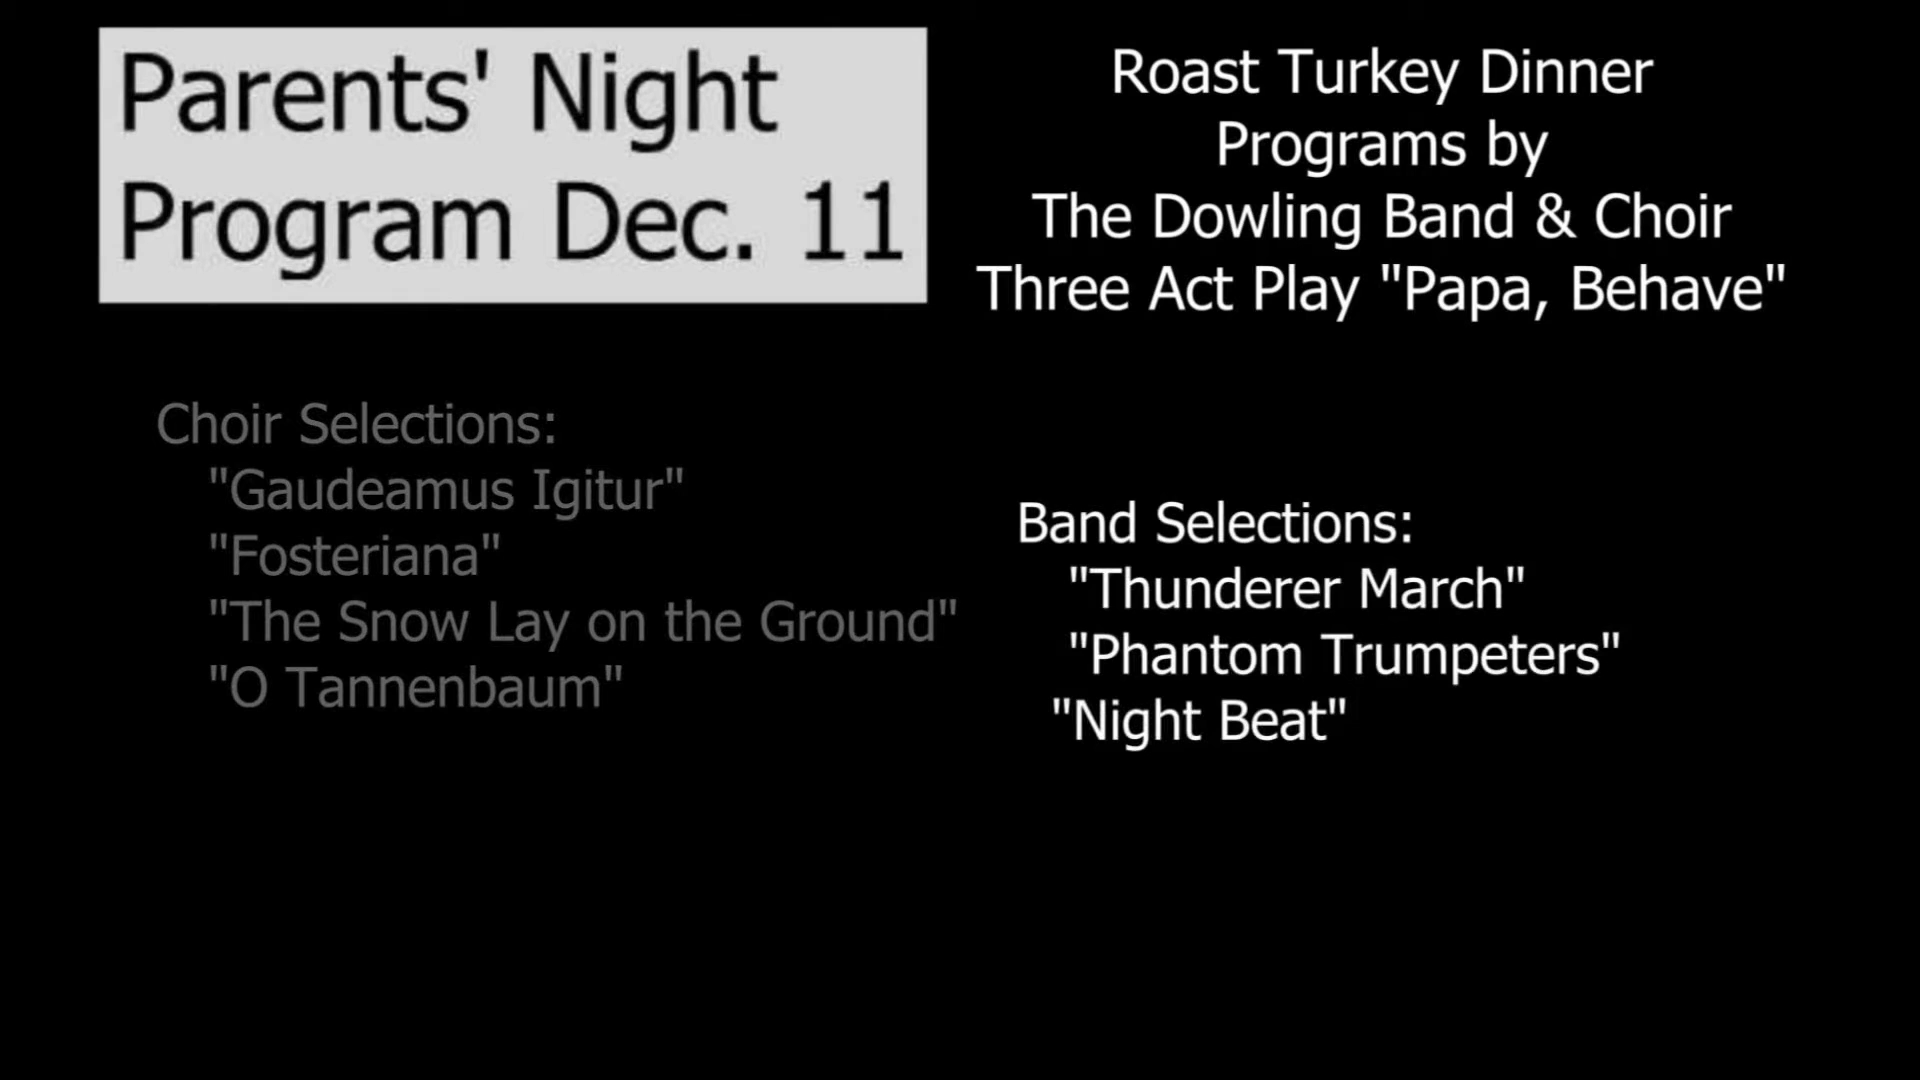 Parents' Night
Program Dec. 11
Roast Turkey Dinner
Programs by
The Dowling Band & Choir
Three Act Play "Papa, Behave"
Choir Selections:
"Gaudeamus Igitur"
"Fosteriana"
"The Snow Lay on the Ground"
"O Tannenbaum"
Band Selections:
"Thunderer March"
"Phantom Trumpeters"
"Night Beat"